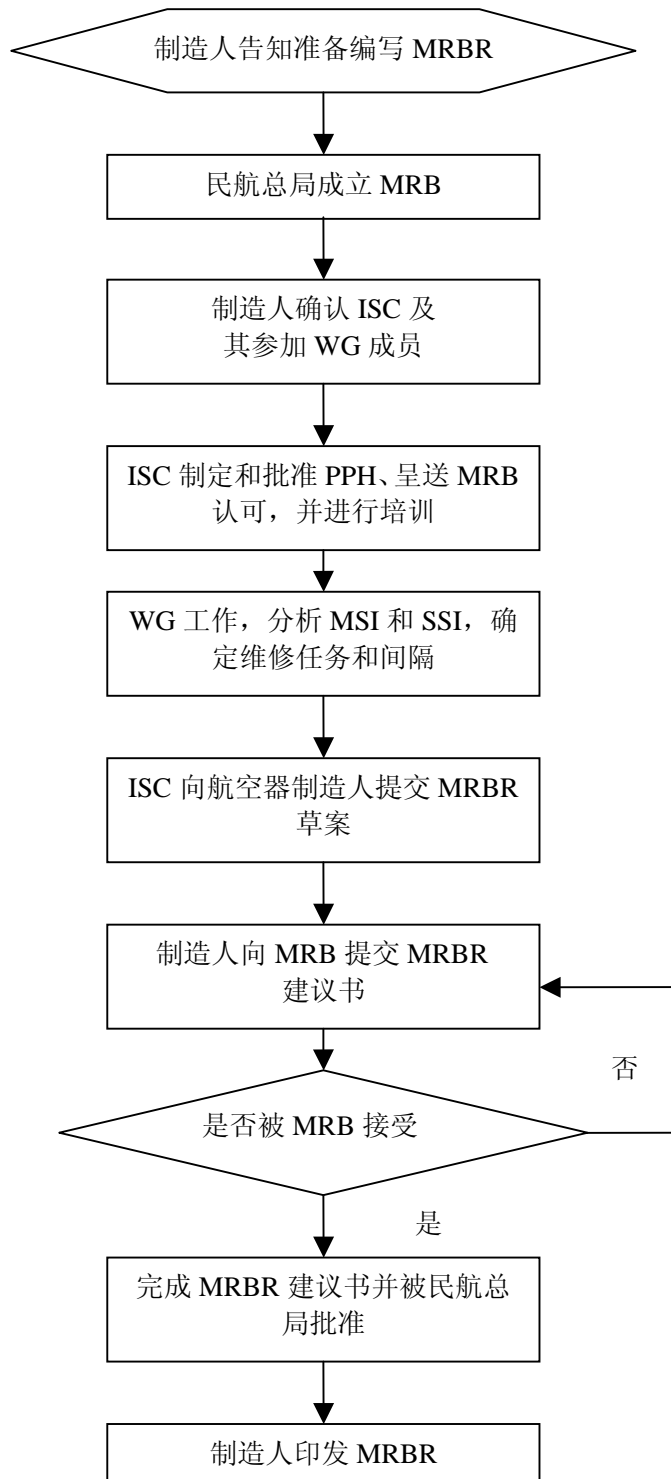 制造人告知准备编写 MRBR
民航总局成立 MRB
制造人确认 ISC 及
其参加 WG 成员
ISC 制定和批准 PPH、呈送 MRB
认可，并进行培训
WG 工作，分析 MSI 和 SSI，确
定维修任务和间隔
ISC 向航空器制造人提交 MRBR
草案
制造人向 MRB 提交 MRBR
建议书
否
是否被 MRB 接受
是
完成 MRBR 建议书并被民航总
局批准
制造人印发 MRBR